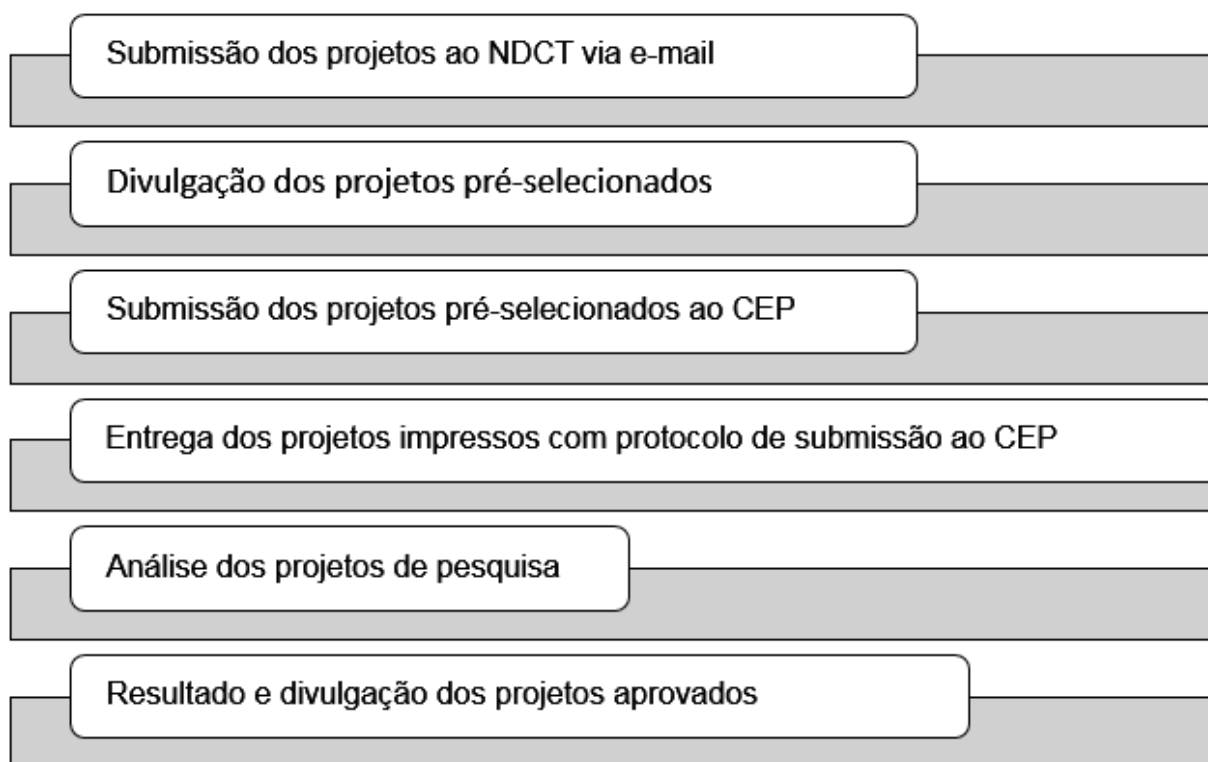 Submissão dos projetos ao NDCT via e-mail
Divulgação dos projetos pré-selecionados
Submissão dos projetos pré-selecionados ao CEP
Entrega dos projetos impressos com protocolo de submissão ao CEP
Análise dos projetos de pesquisa
Resultado e divulgação dos projetos aprovados